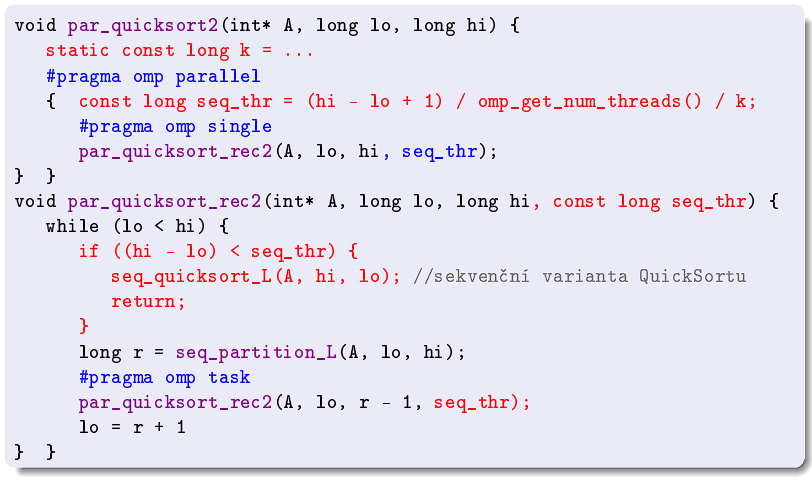 void par_quicksort2(int* A, long lo, long hi) {
   static const long k = ...
   #pragma omp parallel
   {  const long seq_thr = (hi - lo + 1) / omp_get_num_threads() / k;
      #pragma omp single
      par_quicksort_rec2(A, lo, hi, seq_thr);
}  }
void par_quicksort_rec2(int* A, long lo, long hi, const long seq_thr) {
   while (lo < hi) {
      if ((hi - lo) < seq_thr) {
         seq_quicksort_L(A, hi, lo); //sekvenční varianta QuickSortu
         return;
      }
      long r = seq_partition_L(A, lo, hi);
      #pragma omp task
      par_quicksort_rec2(A, lo, r - 1, seq_thr);
      lo = r + 1
}  }